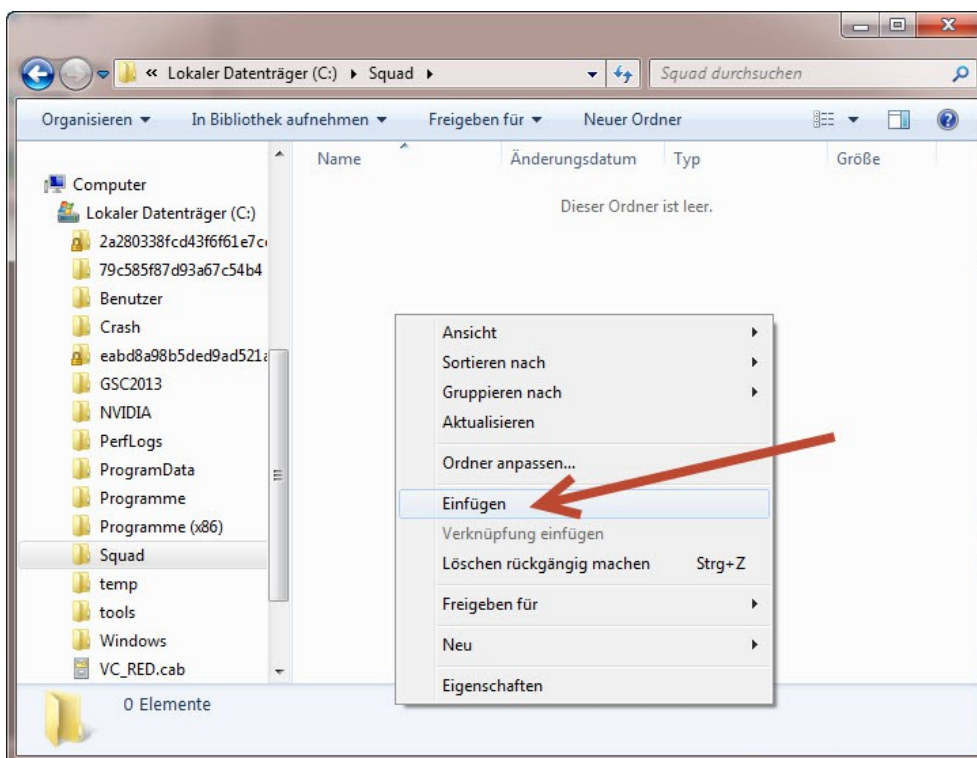 « Lokaler Datenträger (C:) Squad
Squad durchsuchen
Organisieren In Bibliothek aufnehmen Freigeben für Neuer Ordner
Name Änderungsdatum Typ Größe
Dieser Ordner ist leer.
Computer
Lokaler Datenträger (C:)
2a280338fcd43f6f61e7c
79c585f87d93a67c54b4
Benutzer
Crash
eabd8a98b5ded9ad521a
GSC2013
NVIDIA
PerfLogs
ProgramData
Programme
Programme (x86)
Squad
temp
tools
Windows
VC_RED.cab
Ansicht
Sortieren nach
Gruppieren nach
Aktualisieren
Ordner anpassen...
Einfügen
Verknüpfung einfügen
Löschen rückgängig machen Strg+Z
Freigeben für
Neu
Eigenschaften
0 Elemente